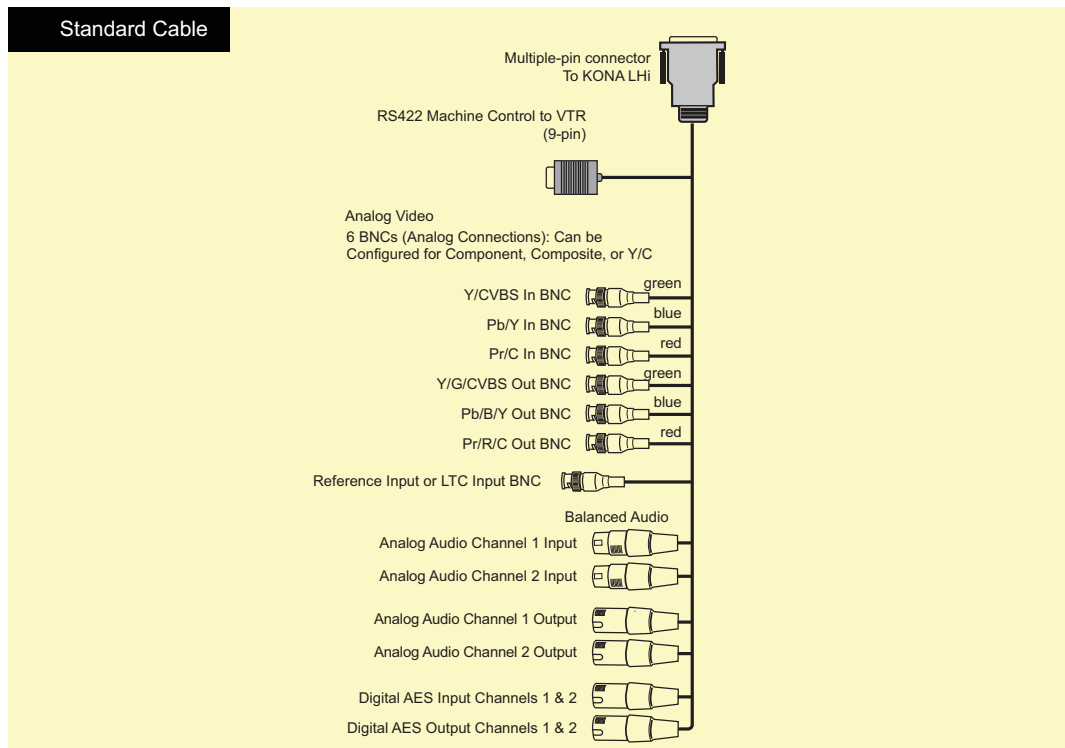 Standard Cable
Multiple-pin connector
To KONA LHi
RS422 Machine Control to VTR
(9-pin)
Analog Video
6 BNCs (Analog Connections): Can be
Configured for Component, Composite, or Y/C
green
Y/CVBS In BNC
blue
Pb/Y In BNC
red
Pr/C In BNC
green
Y/G/CVBS Out BNC
blue
Pb/B/Y Out BNC
red
Pr/R/C Out BNC
Reference Input or LTC Input BNC
Balanced Audio
Analog Audio Channel 1 Input
Analog Audio Channel 2 Input
Analog Audio Channel 1 Output
Analog Audio Channel 2 Output
Digital AES Input Channels 1 & 2
Digital AES Output Channels 1 & 2